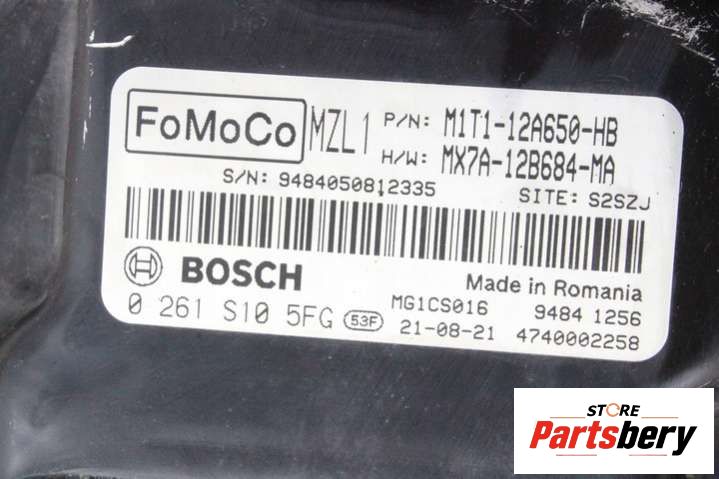 FoMoCo MZL1 P/N: M1T1-12A650-HB
H/W: MX7A-12B684-MA
S/N: 9484050812335 SITE: S2SZJ
BOSCH Made in Romania
0 261 S10 5FG 53F MG1CS016 9484 1256
21-08-21 4740002258
STORE
Partsbery